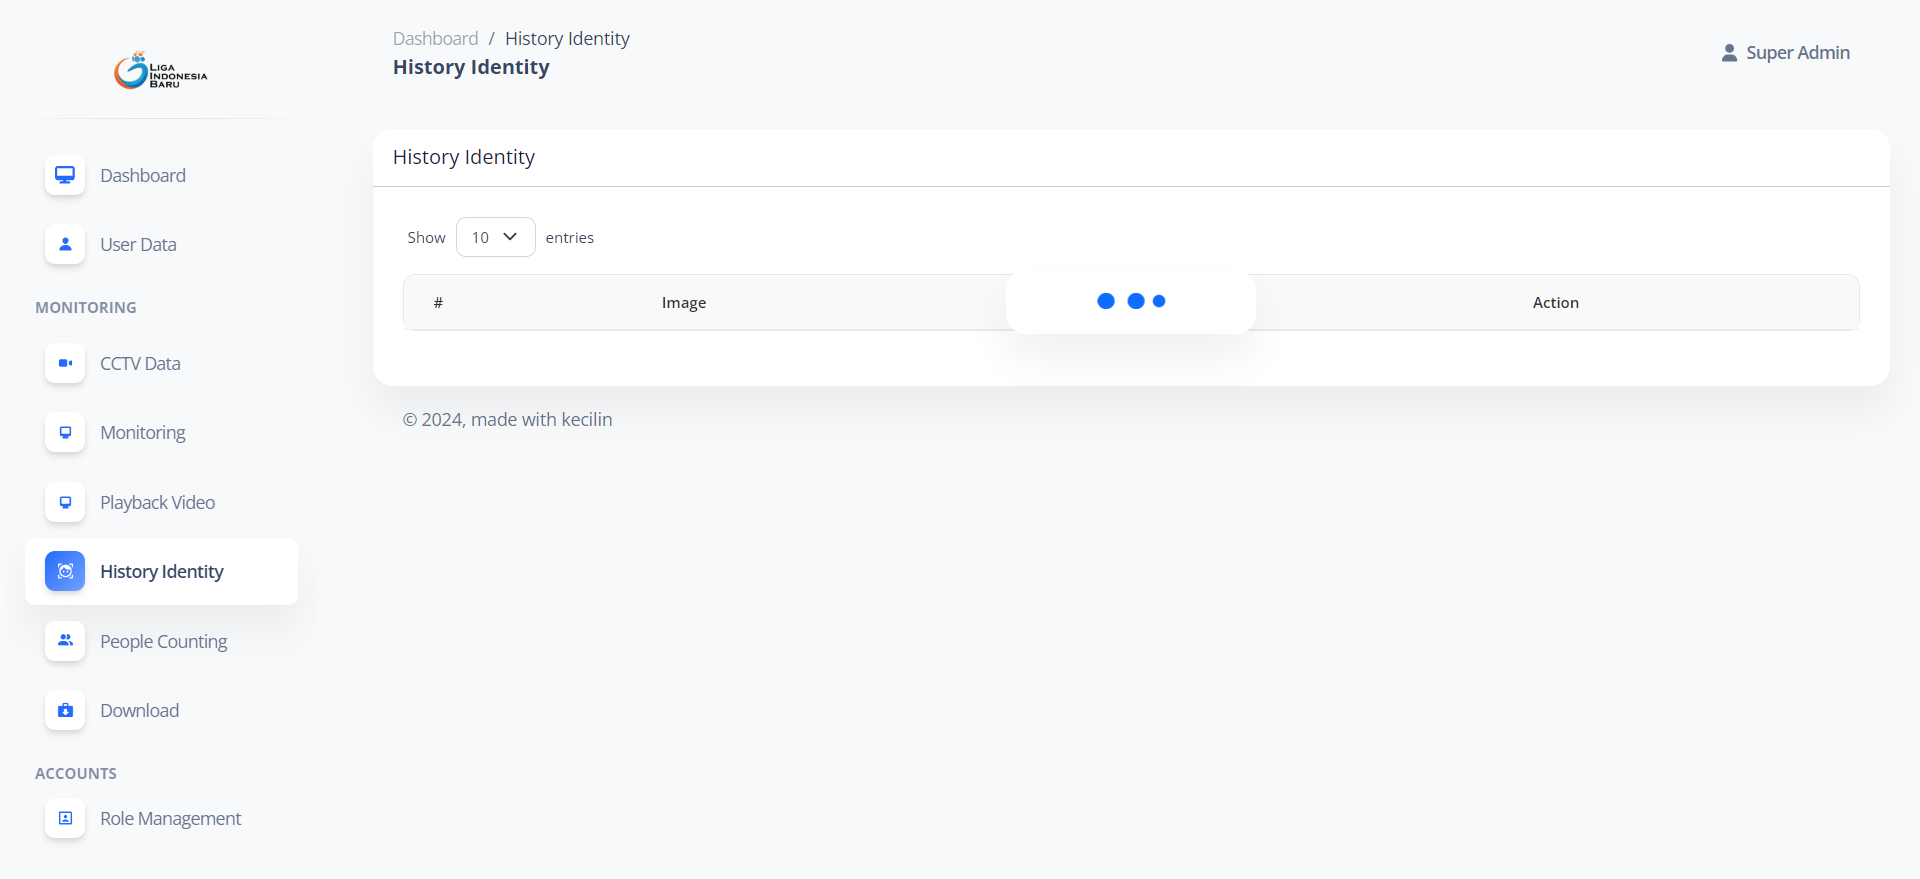 LIGA
INDONESIA
BARU
Dashboard / History Identity
History Identity
Super Admin
Dashboard
User Data
MONITORING
CCTV Data
Monitoring
Playback Video
History Identity
People Counting
Download
ACCOUNTS
Role Management
History Identity
Show 10 entries
# Image Action
© 2024, made with kecilin